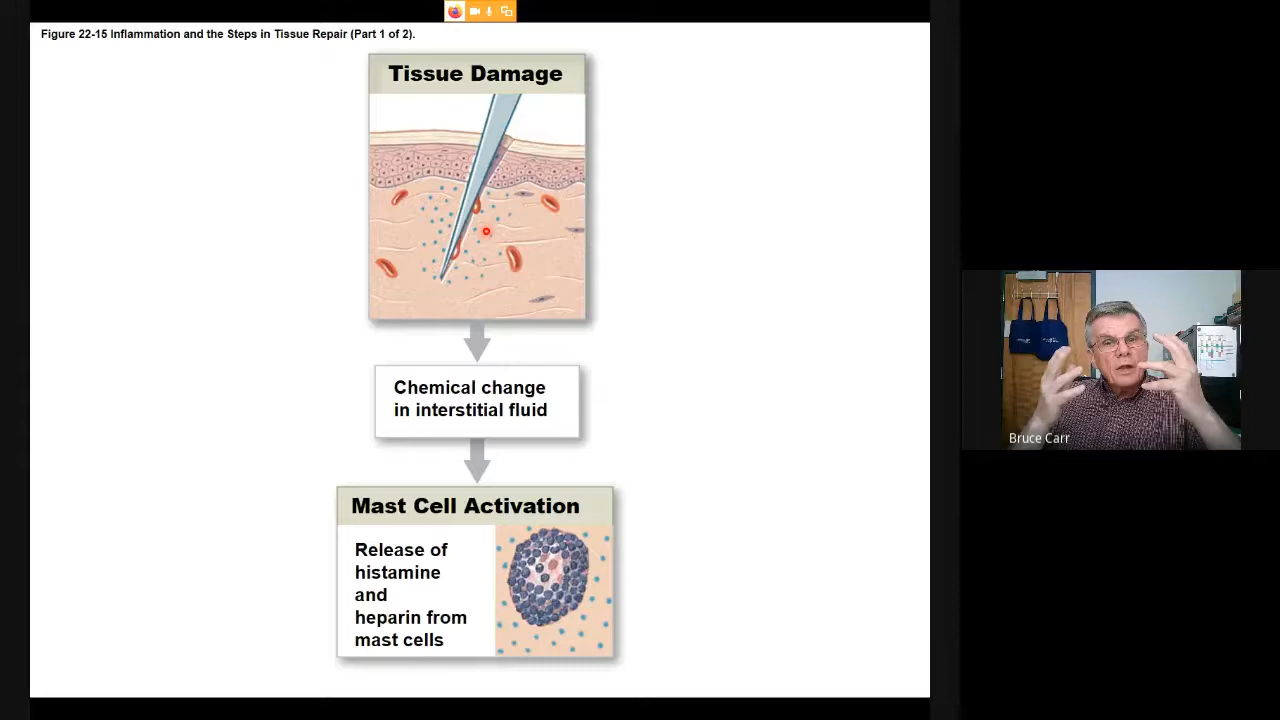 Figure 22-15 Inflammation and the Steps in Tissue Repair (Part 1 of 2).
Tissue Damage
Chemical change
in interstitial fluid
Mast Cell Activation
Release of
histamine
and
heparin from
mast cells
Bruce Carr